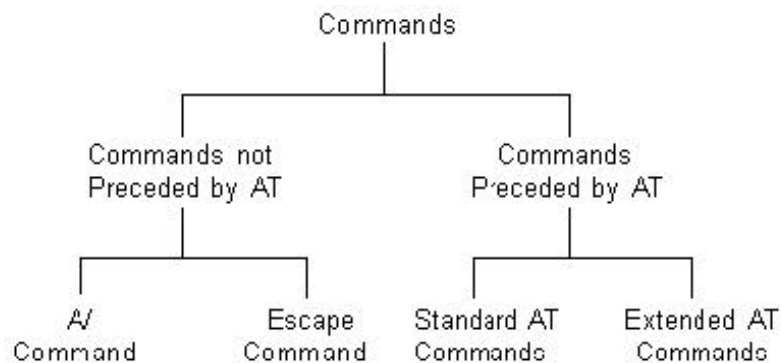 Commands
Commands not
Preceded by AT
Commands
Preceded by AT
A/
Command
Escape
Command
Standard AT
Commands
Extended AT
Commands